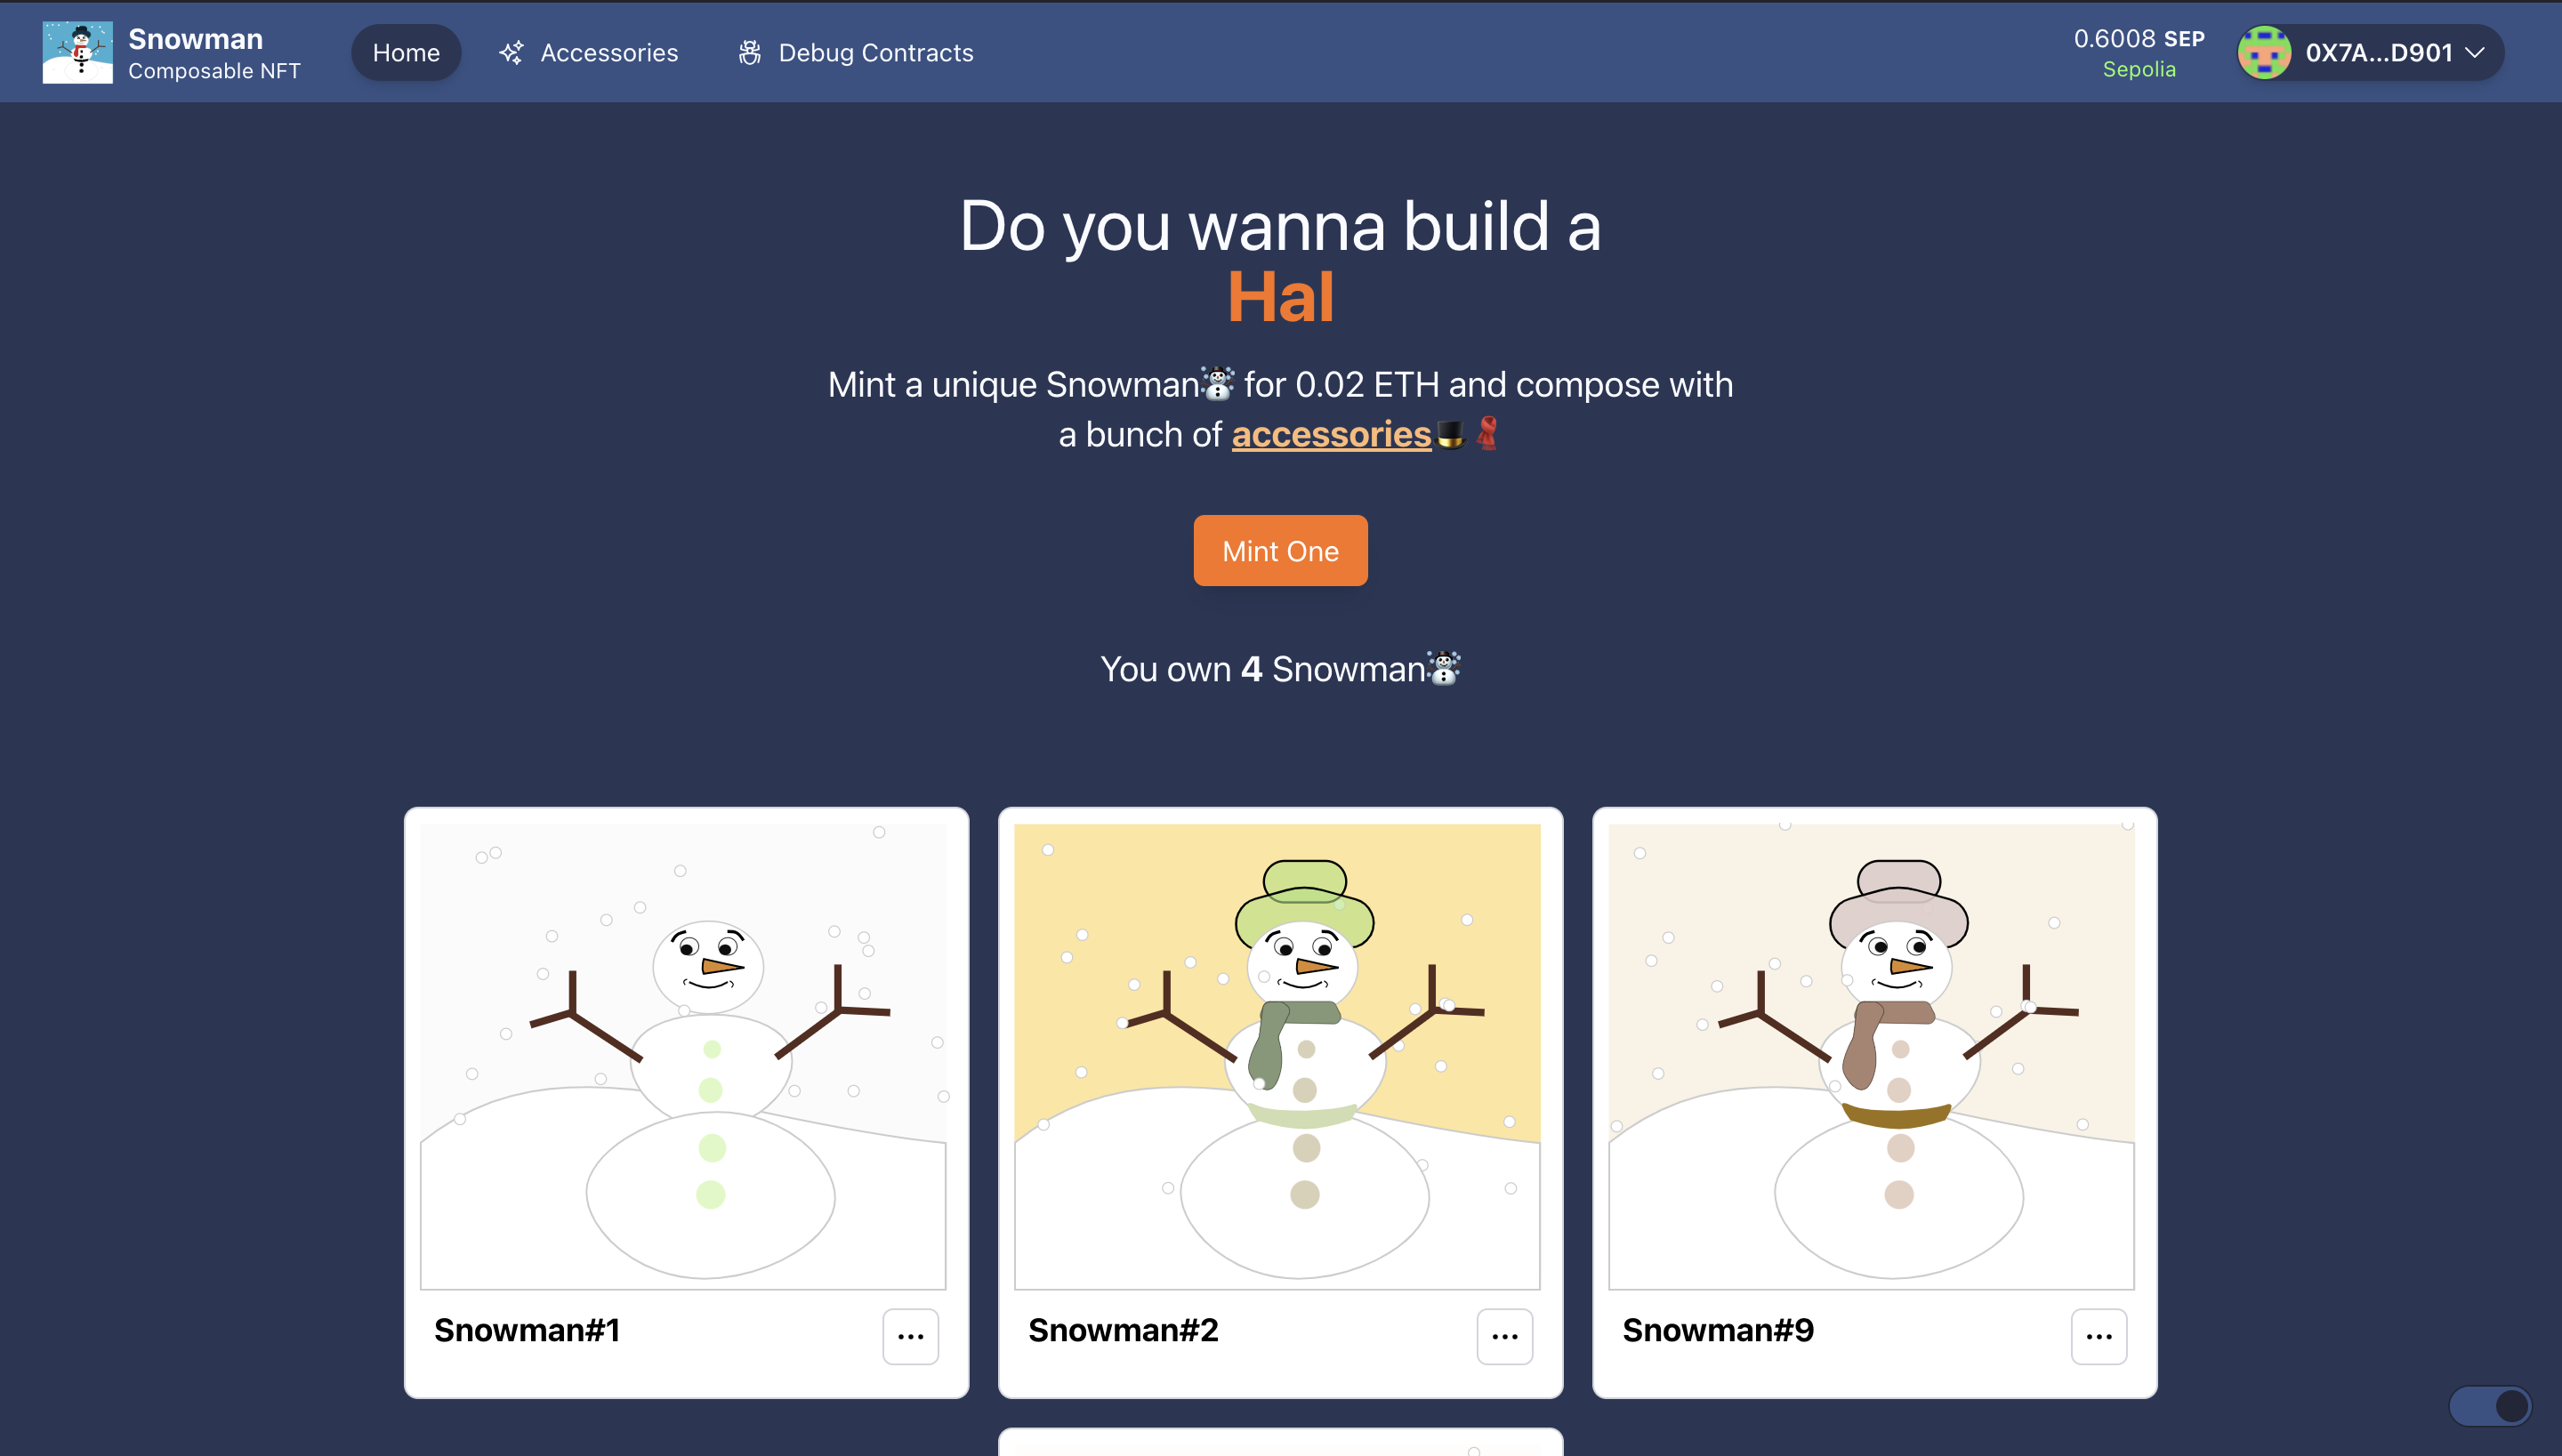 Snowman
Composable NFT
Home
Accessories
Debug Contracts
0.6008 SEP
Sepolia
0X7A...D901
Do you wanna build a
Hal
Mint a unique Snowman☃️ for 0.02 ETH and compose with
a bunch of accessories🎩🧣
Mint One
You own 4 Snowman☃️
Snowman#1
...
Snowman#2
...
Snowman#9
...